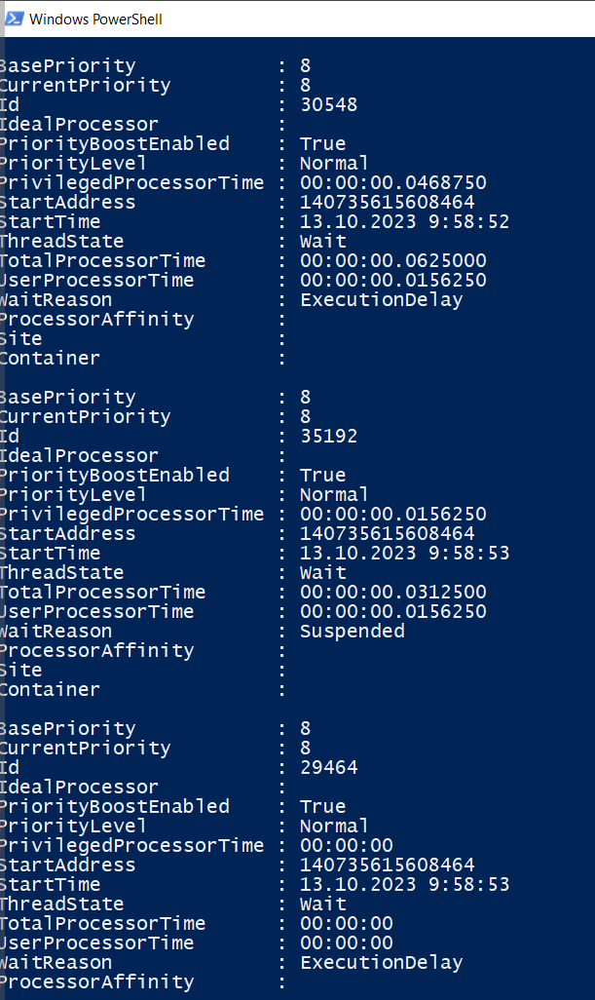 Windows PowerShell
BasePriority : 8
CurrentPriority : 8
Id : 30548
IdealProcessor :
PriorityBoostEnabled : True
PriorityLevel : Normal
PrivilegedProcessorTime : 00:00:00.0468750
StartAddress : 140735615608464
StartTime : 13.10.2023 9:58:52
ThreadState : Wait
TotalProcessorTime : 00:00:00.0625000
UserProcessorTime : 00:00:00.0156250
WaitReason : ExecutionDelay
ProcessorAffinity :
Site :
Container :
BasePriority : 8
CurrentPriority : 8
Id : 35192
IdealProcessor :
PriorityBoostEnabled : True
PriorityLevel : Normal
PrivilegedProcessorTime : 00:00:00.0156250
StartAddress : 140735615608464
StartTime : 13.10.2023 9:58:53
ThreadState : Wait
TotalProcessorTime : 00:00:00.0312500
UserProcessorTime : 00:00:00.0156250
WaitReason : Suspended
ProcessorAffinity :
Site :
Container :
BasePriority : 8
CurrentPriority : 8
Id : 29464
IdealProcessor :
PriorityBoostEnabled : True
PriorityLevel : Normal
PrivilegedProcessorTime : 00:00:00
StartAddress : 140735615608464
StartTime : 13.10.2023 9:58:53
ThreadState : Wait
TotalProcessorTime : 00:00:00
UserProcessorTime : 00:00:00
WaitReason : ExecutionDelay
ProcessorAffinity :